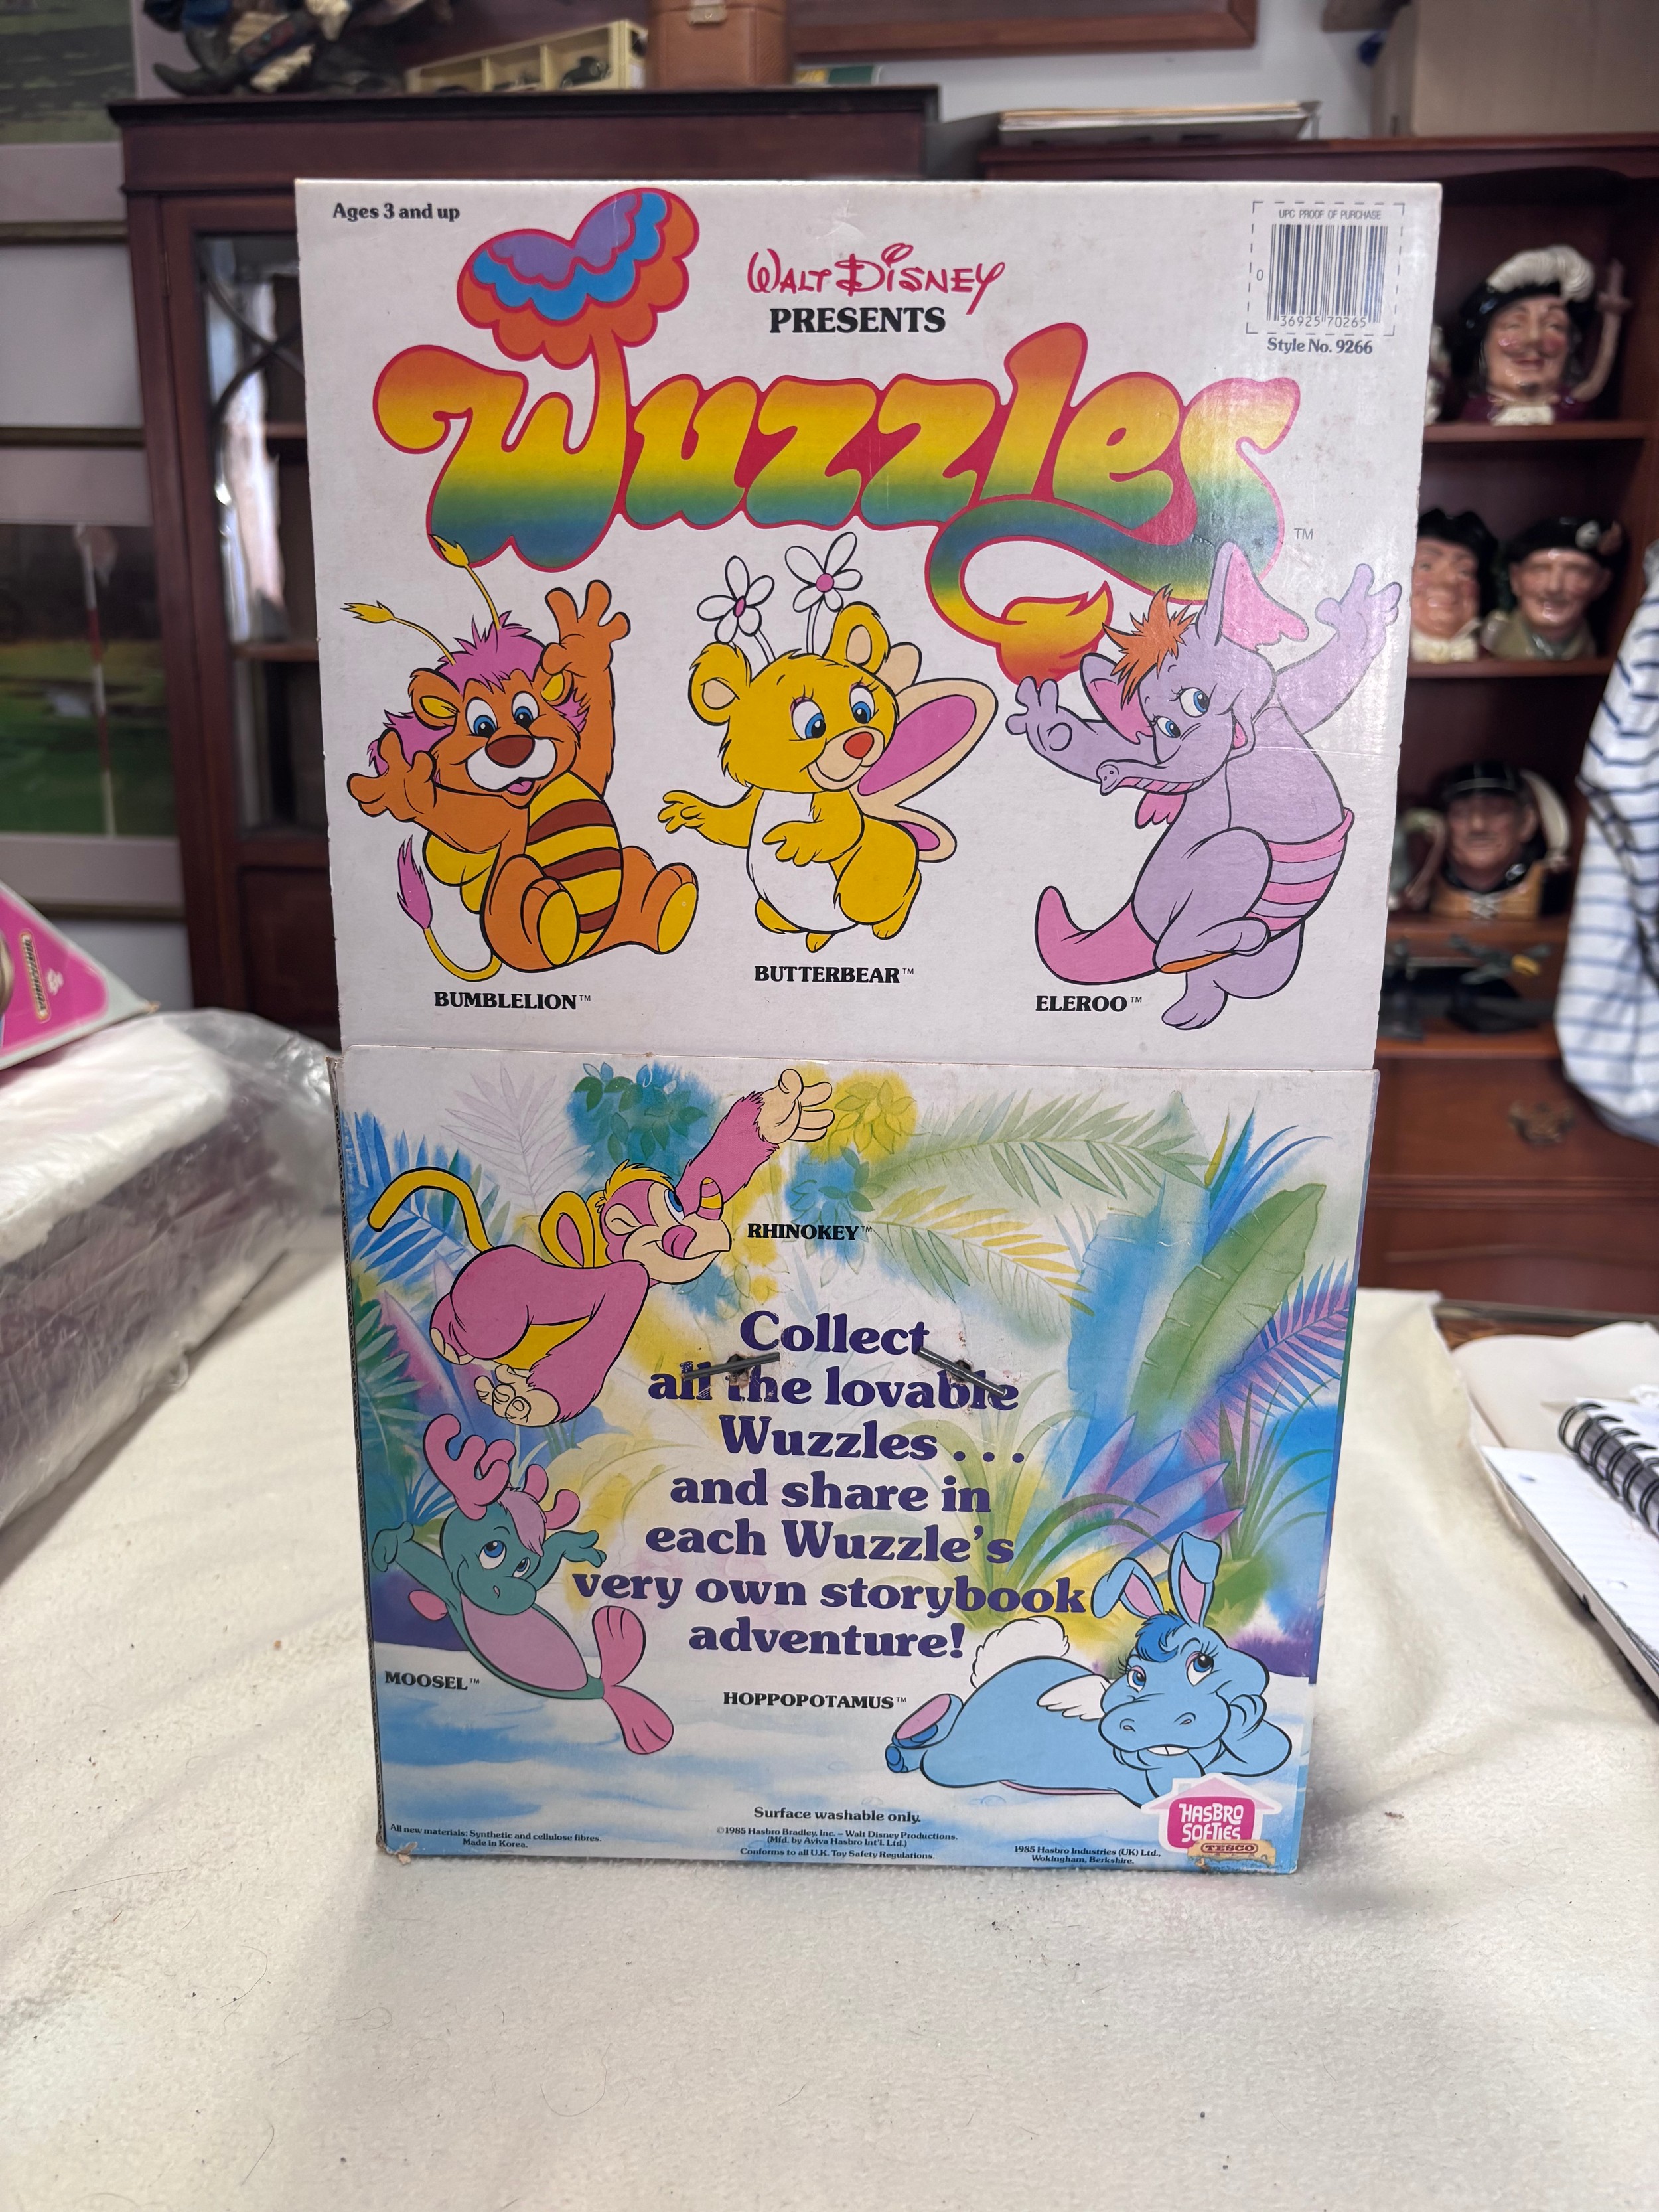 Ages 3 and up
UPC PROOF OF PURCHASE
0
36925 70265
Style No. 9266
WALT DISNEY
PRESENTS
Wuzzles
TM
BUMBLELION™
BUTTERBEAR™
ELEROO™
RHINOKEY™
Collect
all the lovable
Wuzzles . . .
and share in
each Wuzzle's
very own storybook
adventure!
MOOSEL™
HOPPOPOTAMUS™
HASBRO
SOFTIES
TESCO
Surface washable only.
All new materials: Synthetic and cellulose fibres.
Made in Korea.
©1985 Hasbro Bradley, Inc. – Walt Disney Productions.
(Mfd. by Aviva Hasbro Int'l. Ltd.)
Conforms to all U.K. Toy Safety Regulations.
1985 Hasbro Industries (UK) Ltd.,
Wokingham, Berkshire.